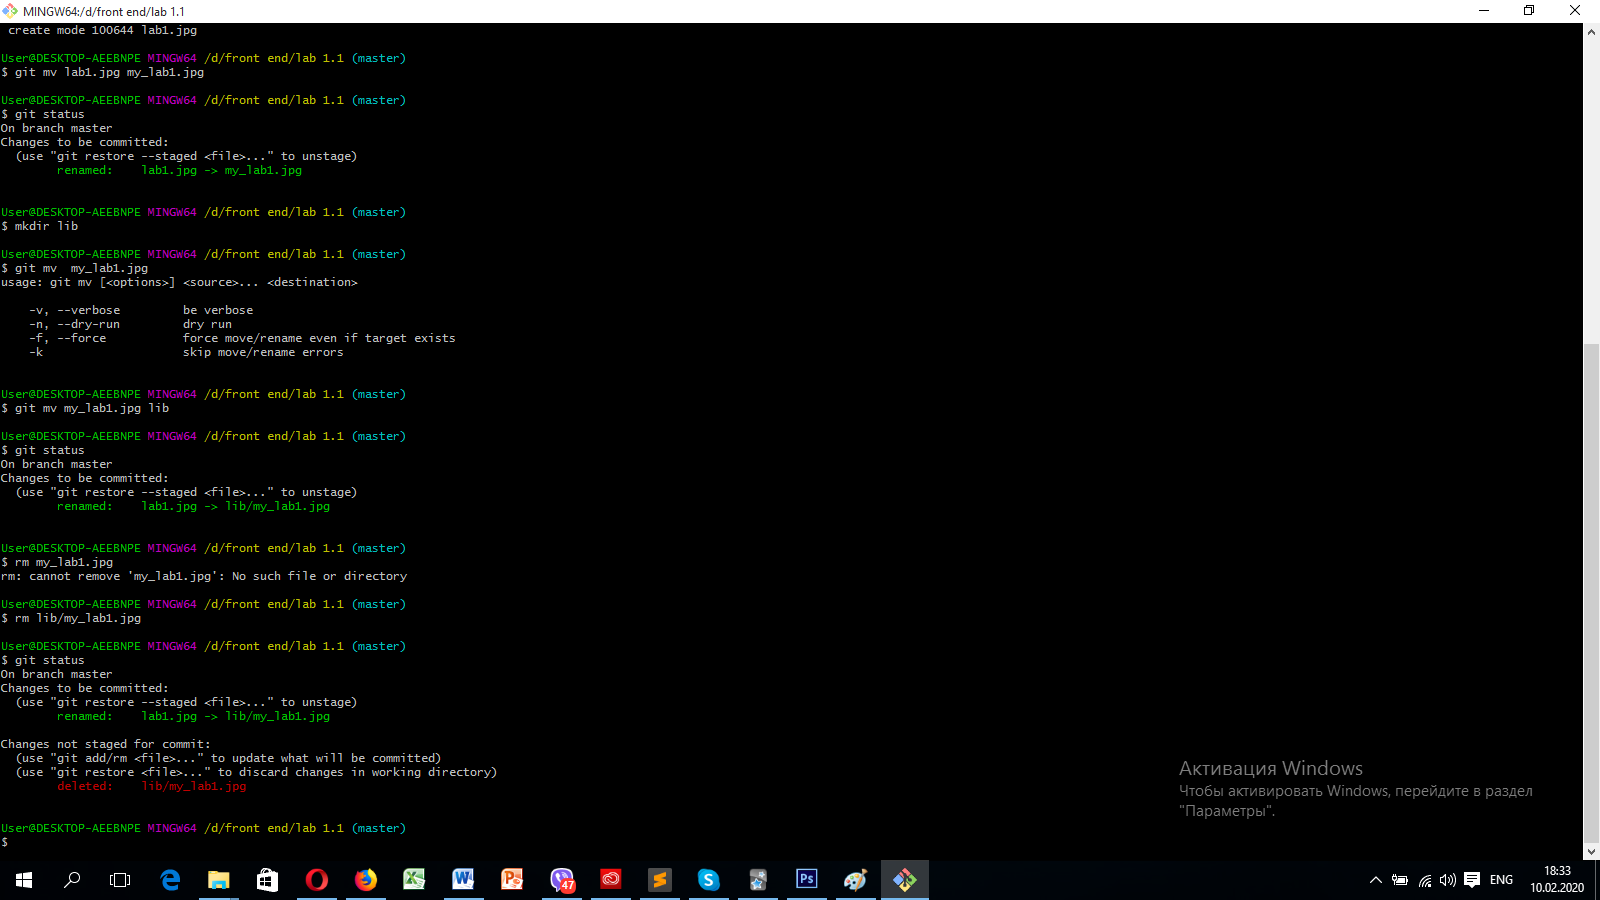 MINGW64:/d/front end/lab 1.1
create mode 100644 lab1.jpg
User@DESKTOP-AEEBNPE MINGW64 /d/front end/lab 1.1 (master)
$ git mv lab1.jpg my_lab1.jpg
User@DESKTOP-AEEBNPE MINGW64 /d/front end/lab 1.1 (master)
$ git status
On branch master
Changes to be committed:
(use "git restore --staged <file>..." to unstage)
renamed: lab1.jpg -> my_lab1.jpg
User@DESKTOP-AEEBNPE MINGW64 /d/front end/lab 1.1 (master)
$ mkdir lib
User@DESKTOP-AEEBNPE MINGW64 /d/front end/lab 1.1 (master)
$ git mv  my_lab1.jpg
usage: git mv [<options>] <source>... <destination>
-v, --verbose be verbose
-n, --dry-run dry run
-f, --force force move/rename even if target exists
-k skip move/rename errors
User@DESKTOP-AEEBNPE MINGW64 /d/front end/lab 1.1 (master)
$ git mv my_lab1.jpg lib
User@DESKTOP-AEEBNPE MINGW64 /d/front end/lab 1.1 (master)
$ git status
On branch master
Changes to be committed:
(use "git restore --staged <file>..." to unstage)
renamed: lab1.jpg -> lib/my_lab1.jpg
User@DESKTOP-AEEBNPE MINGW64 /d/front end/lab 1.1 (master)
$ rm my_lab1.jpg
rm: cannot remove 'my_lab1.jpg': No such file or directory
User@DESKTOP-AEEBNPE MINGW64 /d/front end/lab 1.1 (master)
$ rm lib/my_lab1.jpg
User@DESKTOP-AEEBNPE MINGW64 /d/front end/lab 1.1 (master)
$ git status
On branch master
Changes to be committed:
(use "git restore --staged <file>..." to unstage)
renamed: lab1.jpg -> lib/my_lab1.jpg
Changes not staged for commit:
(use "git add/rm <file>..." to update what will be committed)
(use "git restore <file>..." to discard changes in working directory)
deleted: lib/my_lab1.jpg
User@DESKTOP-AEEBNPE MINGW64 /d/front end/lab 1.1 (master)
$
Активация Windows
Чтобы активировать Windows, перейдите в раздел
"Параметры".
47
Ps
ENG
18:33
10.02.2020